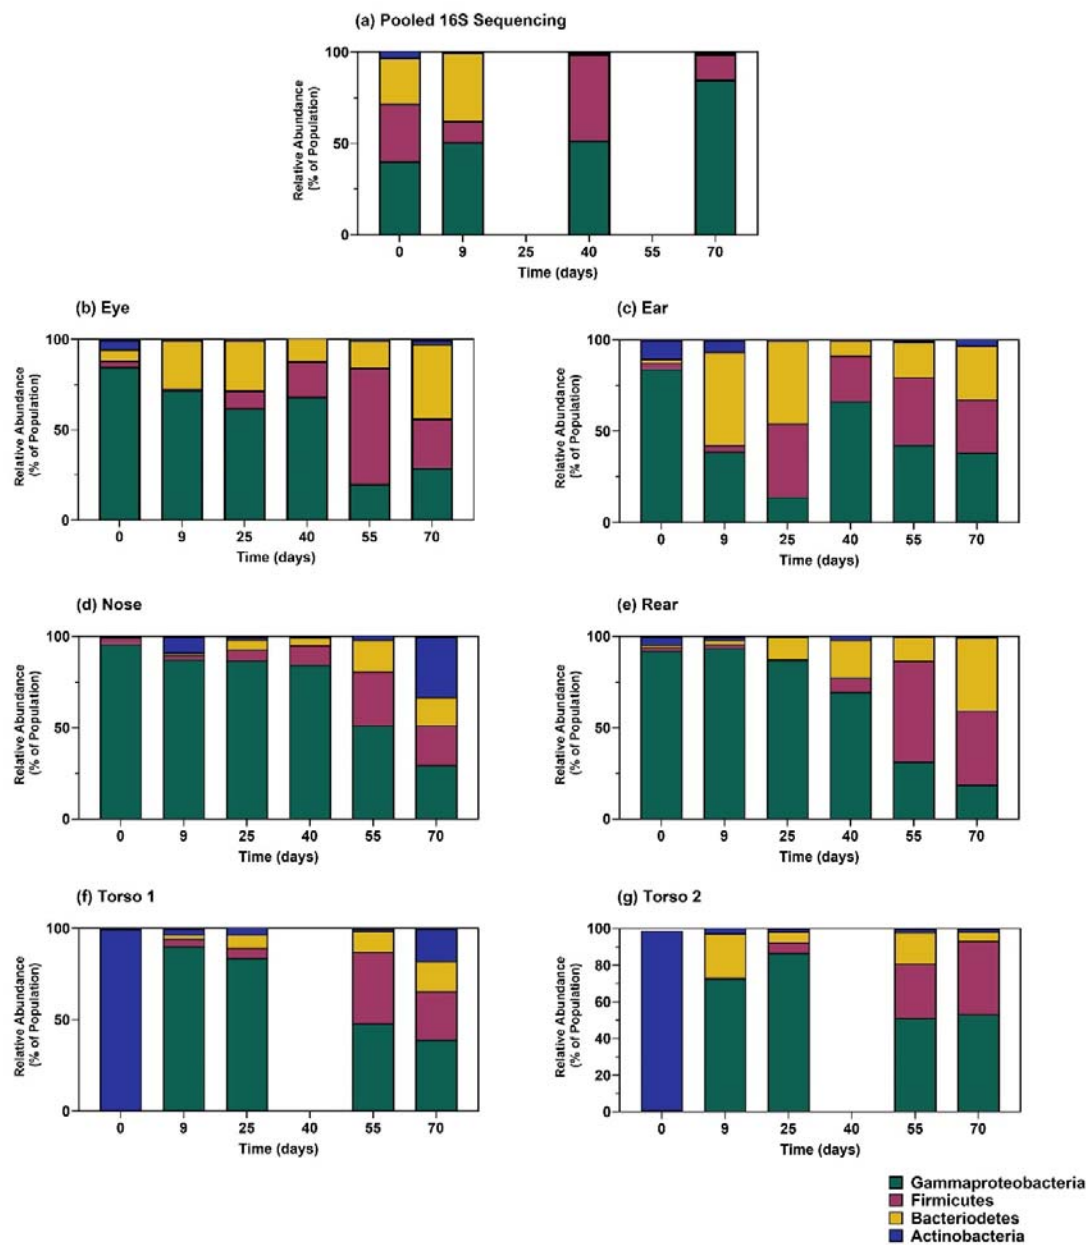 (a) Pooled 16S Sequencing
Relative Abundance
(% of Population)
100
50
0
0 9 25 40 55 70
Time (days)
(b) Eye
Relative Abundance
(% of Population)
100
50
0
0 9 25 40 55 70
Time (days)
(c) Ear
Relative Abundance
(% of Population)
100
50
0
0 9 25 40 55 70
Time (days)
(d) Nose
Relative Abundance
(% of Population)
100
50
0
0 9 25 40 55 70
Time (days)
(e) Rear
Relative Abundance
(% of Population)
100
50
0
0 9 25 40 55 70
Time (days)
(f) Torso 1
Relative Abundance
(% of Population)
100
50
0
0 9 25 40 55 70
Time (days)
(g) Torso 2
Relative Abundance
(% of Population)
100
80
60
40
20
0
0 9 25 40 55 70
Time (days)
Gammaproteobacteria
Firmicutes
Bacteriodetes
Actinobacteria